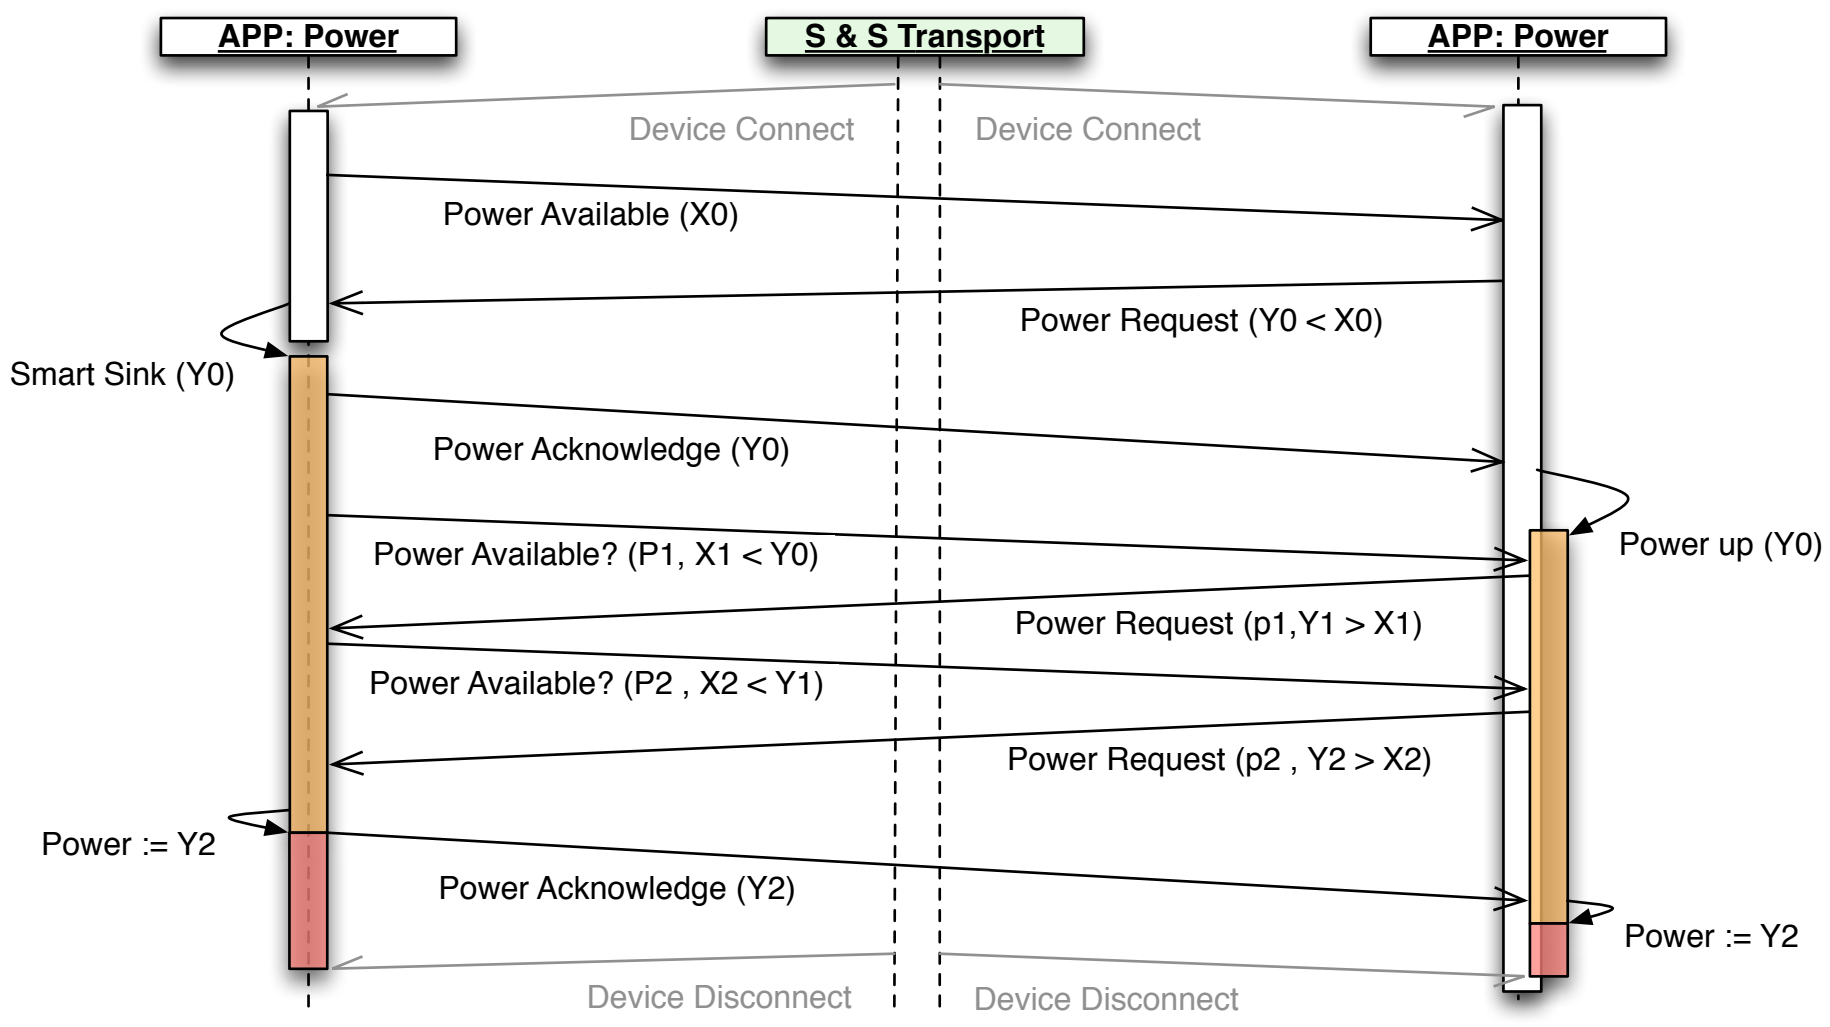 APP: Power
S & S Transport
APP: Power
Device Connect
Device Connect
Power Available (X0)
Power Request (Y0 < X0)
Smart Sink (Y0)
Power Acknowledge (Y0)
Power up (Y0)
Power Available? (P1, X1 < Y0)
Power Request (p1,Y1 > X1)
Power Available? (P2 , X2 < Y1)
Power Request (p2 , Y2 > X2)
Power := Y2
Power Acknowledge (Y2)
Power := Y2
Device Disconnect
Device Disconnect